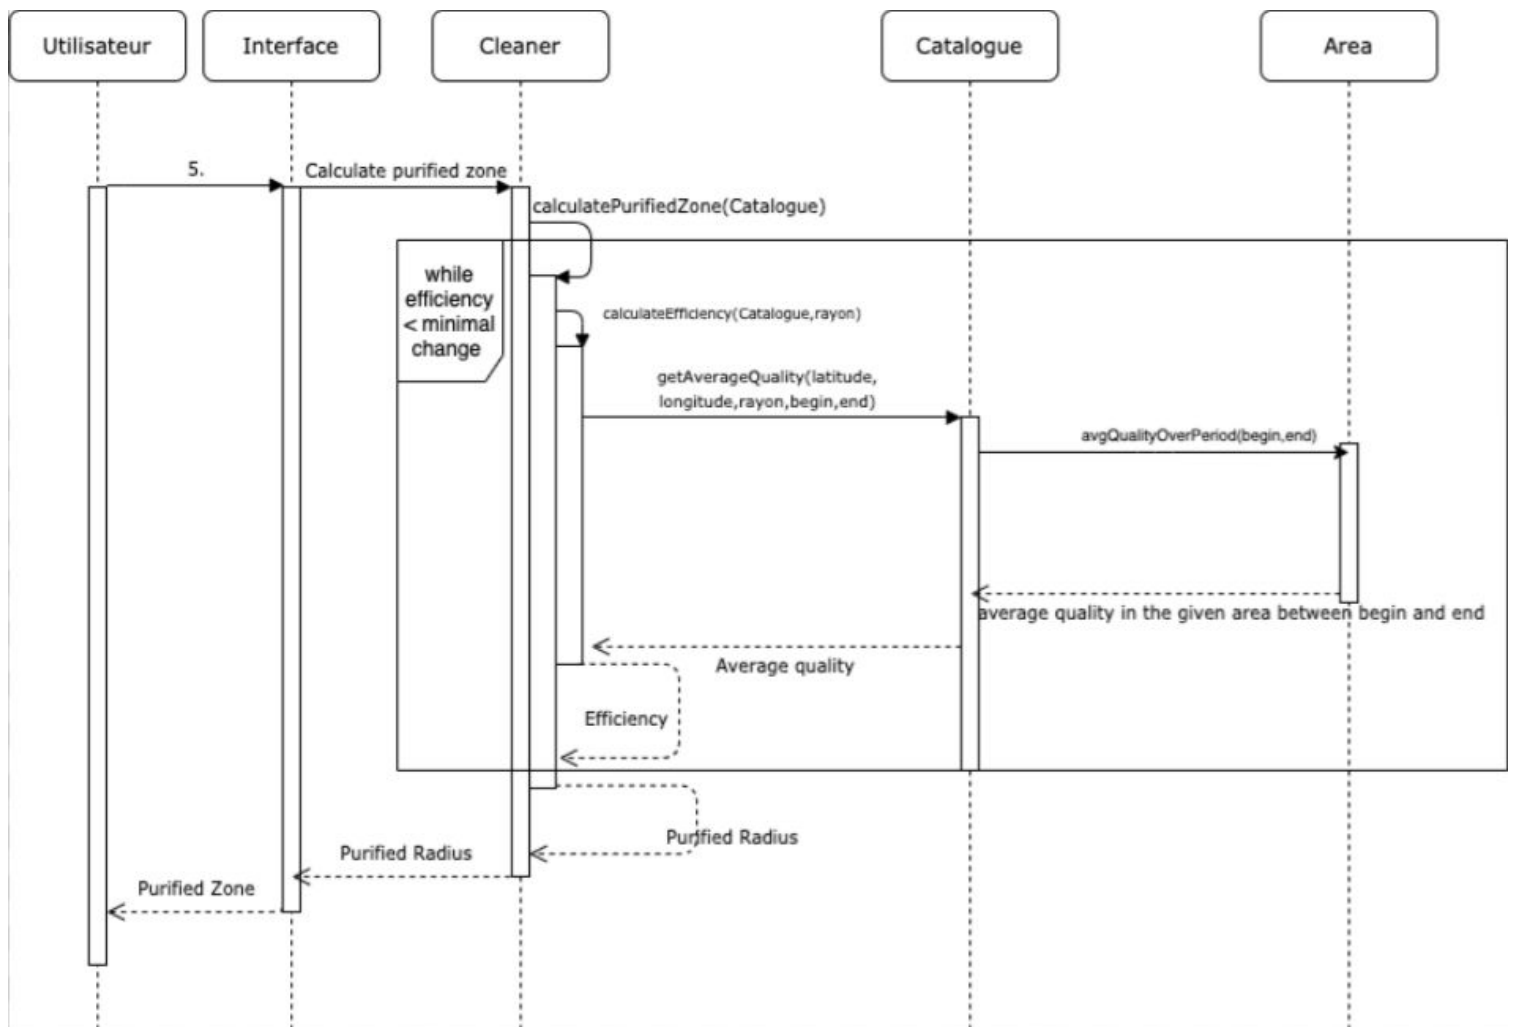 Utilisateur
Interface
Cleaner
Catalogue
Area
5.
Calculate purified zone
calculatePurifiedZone(Catalogue)
while
efficiency
< minimal
change
calculateEfficiency(Catalogue,rayon)
getAverageQuality(latitude,
longitude,rayon,begin,end)
avgQualityOverPeriod(begin,end)
average quality in the given area between begin and end
Average quality
Efficiency
Purified Radius
Purified Radius
Purified Zone